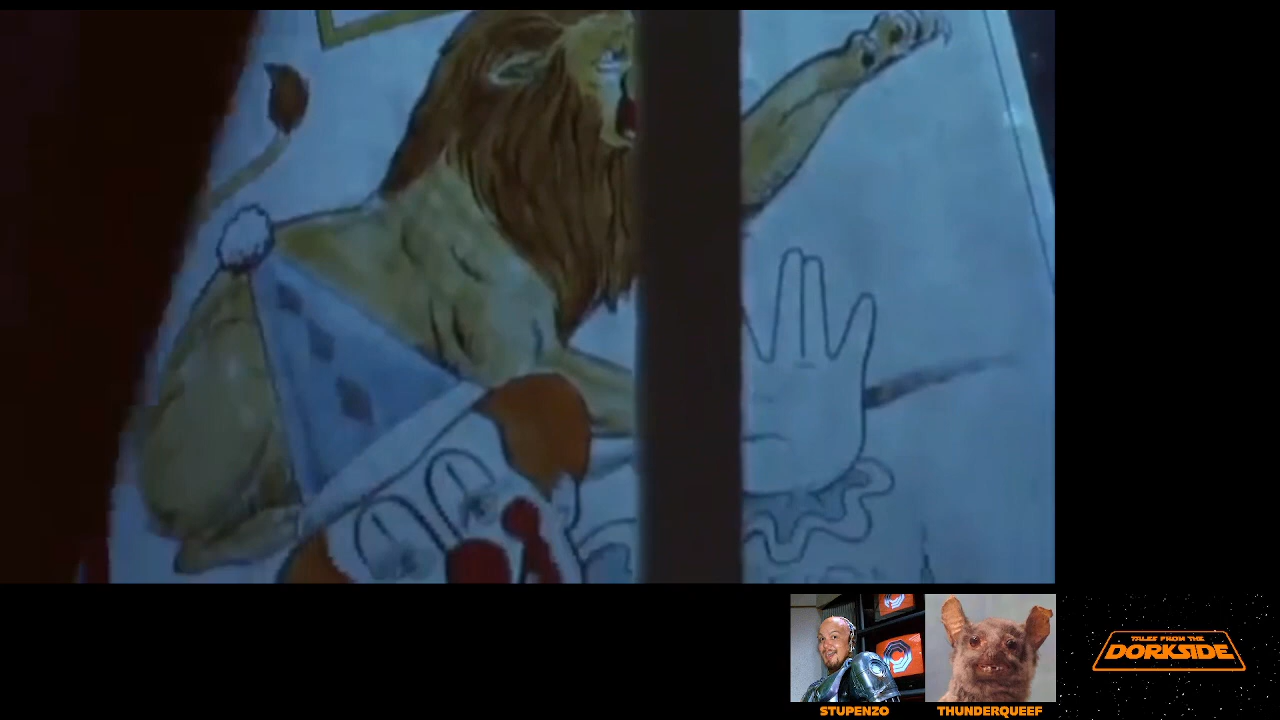 STUPENZO
THUNDERQUEEF
TALES FROM THE
DORKSIDE